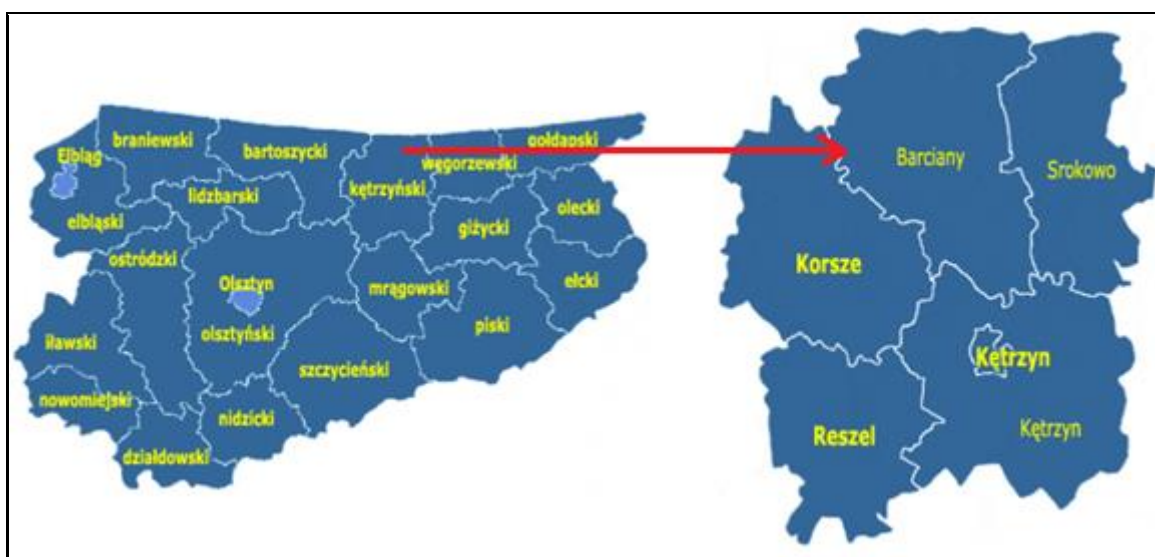 braniewski
Elbląg
bartoszycki
gołdapski
węgorzewski
kętrzyński
lidzbarski
elbląski
olecki
giżycki
ostródzki
Olsztyn
mrągowski
ełcki
olsztyński
piski
iławski
szczycieński
nowomiejski
nidzicki
działdowski
Barciany
Srokowo
Korsze
Kętrzyn
Reszel
Kętrzyn